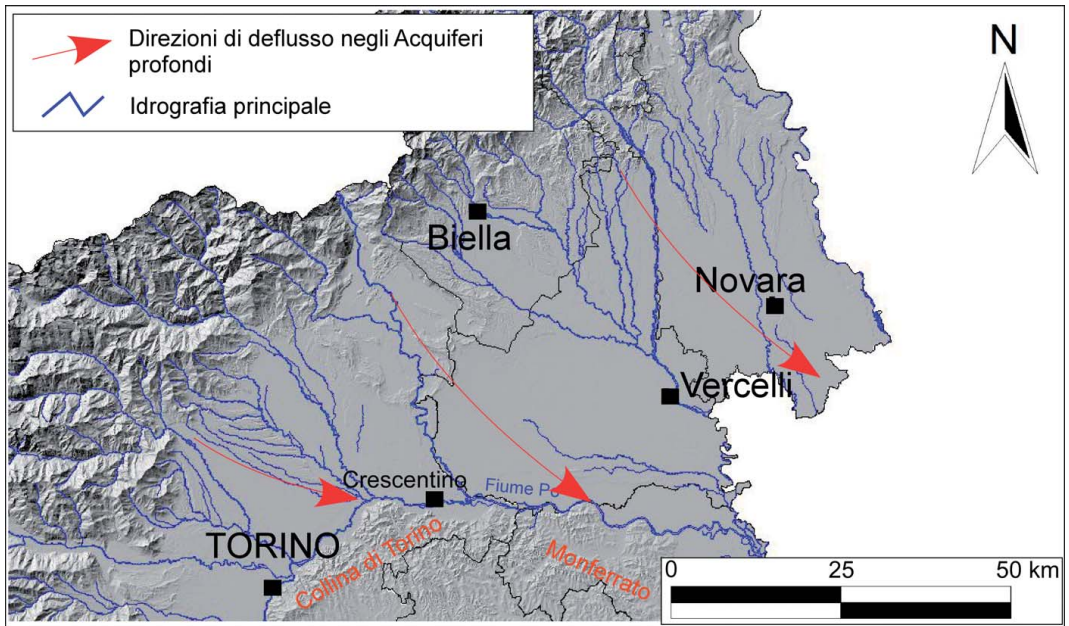 Direzioni di deflusso negli Acquiferi
profondi
Idrografia principale
N
Biella
Novara
Vercelli
Crescentino
Fiume Po
TORINO
Collina di Torino
Monferrato
0 25 50 km